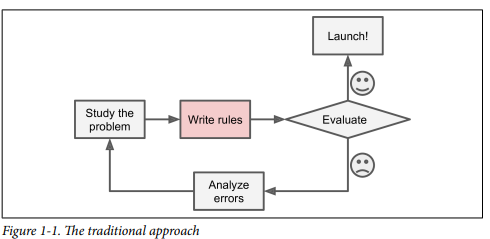 Launch!
Study the
problem
Write rules
Evaluate
Analyze
errors
Figure 1-1. The traditional approach